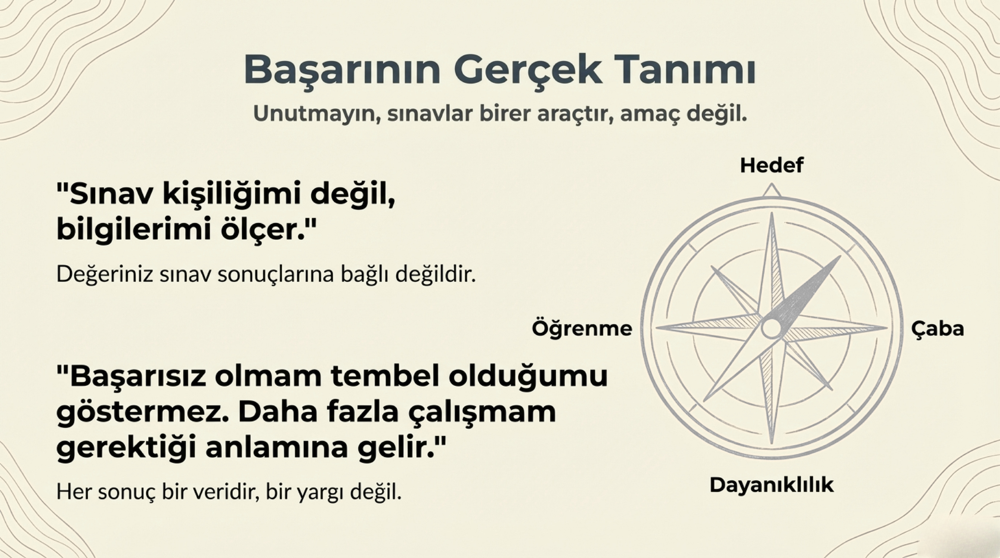 Başarının Gerçek Tanımı
Unutmayın, sınavlar birer araçtır, amaç değil.
"Sınav kişiliğimi değil,
bilgilerimi ölçer."
Değeriniz sınav sonuçlarına bağlı değildir.
"Başarısız olmam tembel olduğumu
göstermez. Daha fazla çalışmam
gerektiği anlamına gelir."
Her sonuç bir veridir, bir yargı değil.
Hedef
Öğrenme
Çaba
Dayanıklılık